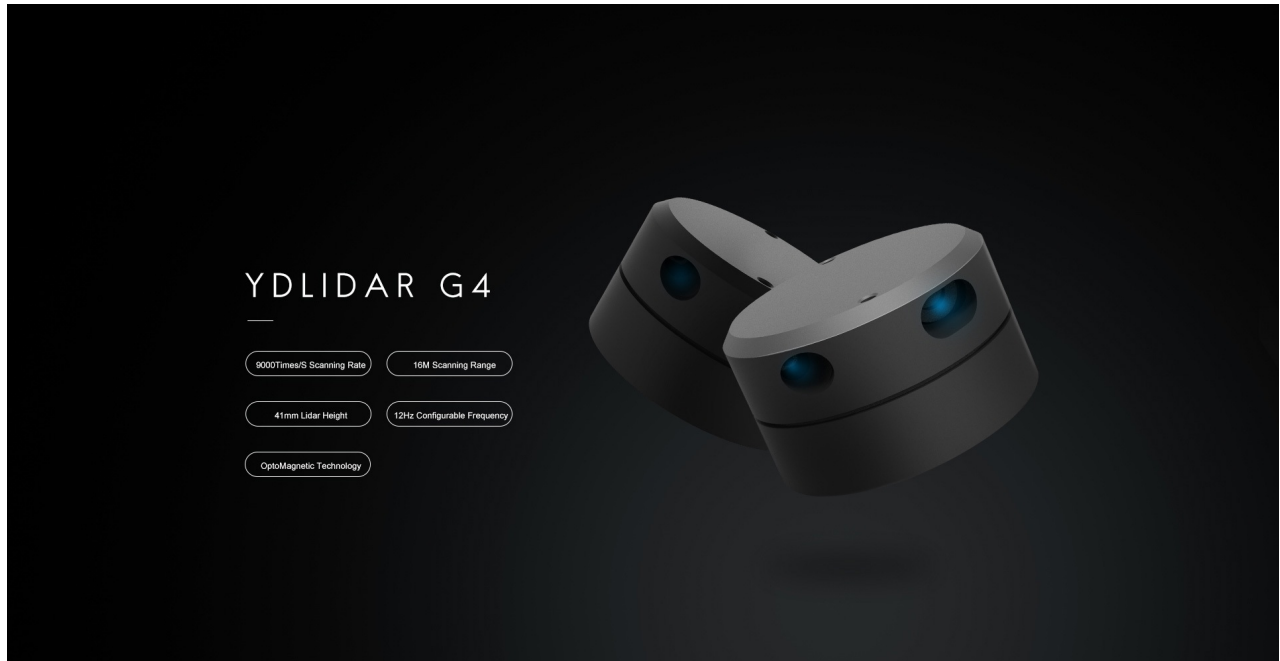 YDLIDAR G4
9000Times/S Scanning Rate
16M Scanning Range
41mm Lidar Height
12Hz Configurable Frequency
OptoMagnetic Technology